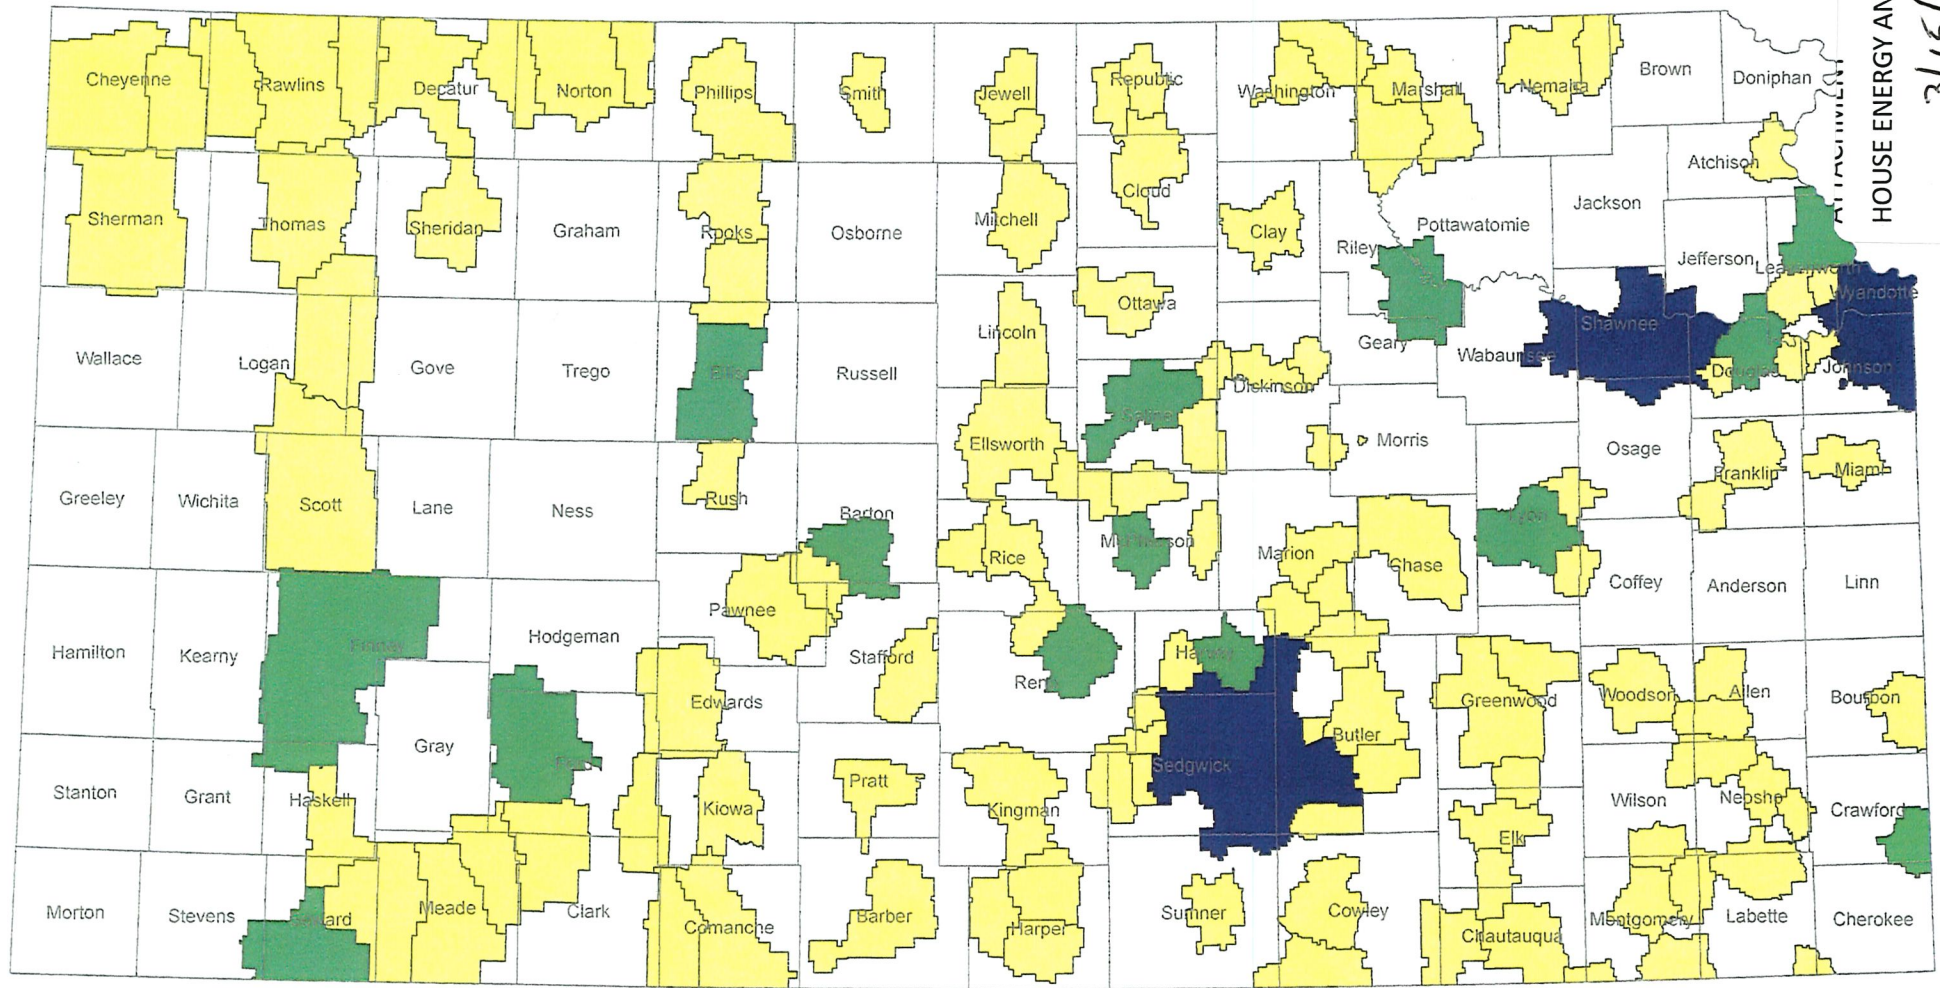 Cheyenne
Rawlins
Decatur
Norton
Phillips
Smith
Jewell
Republic
Washington
Marshall
Nemaha
Brown
Doniphan
Sherman
Thomas
Sheridan
Graham
Rooks
Osborne
Mitchell
Cloud
Clay
Riley
Pottawatomie
Jackson
Atchison
Jefferson
Leavenworth
Wyandotte
Wallace
Logan
Gove
Trego
Ellis
Russell
Lincoln
Ottawa
Saline
Dickinson
Geary
Wabaunsee
Shawnee
Douglas
Johnson
Greeley
Wichita
Scott
Lane
Ness
Rush
Barton
Ellsworth
Rice
McPherson
Marion
Morris
Chase
Lyon
Osage
Franklin
Miami
Coffey
Anderson
Linn
Hamilton
Kearny
Finney
Hodgeman
Pawnee
Stafford
Edwards
Reno
Harvey
Sedgwick
Butler
Greenwood
Woodson
Allen
Bourbon
Stanton
Grant
Haskell
Gray
Ford
Kiowa
Pratt
Kingman
Elk
Wilson
Neosho
Crawford
Morton
Stevens
Seward
Meade
Clark
Comanche
Barber
Harper
Sumner
Cowley
Chautauqua
Montgomery
Labette
Cherokee
ATTACHMENT
HOUSE ENERGY AN